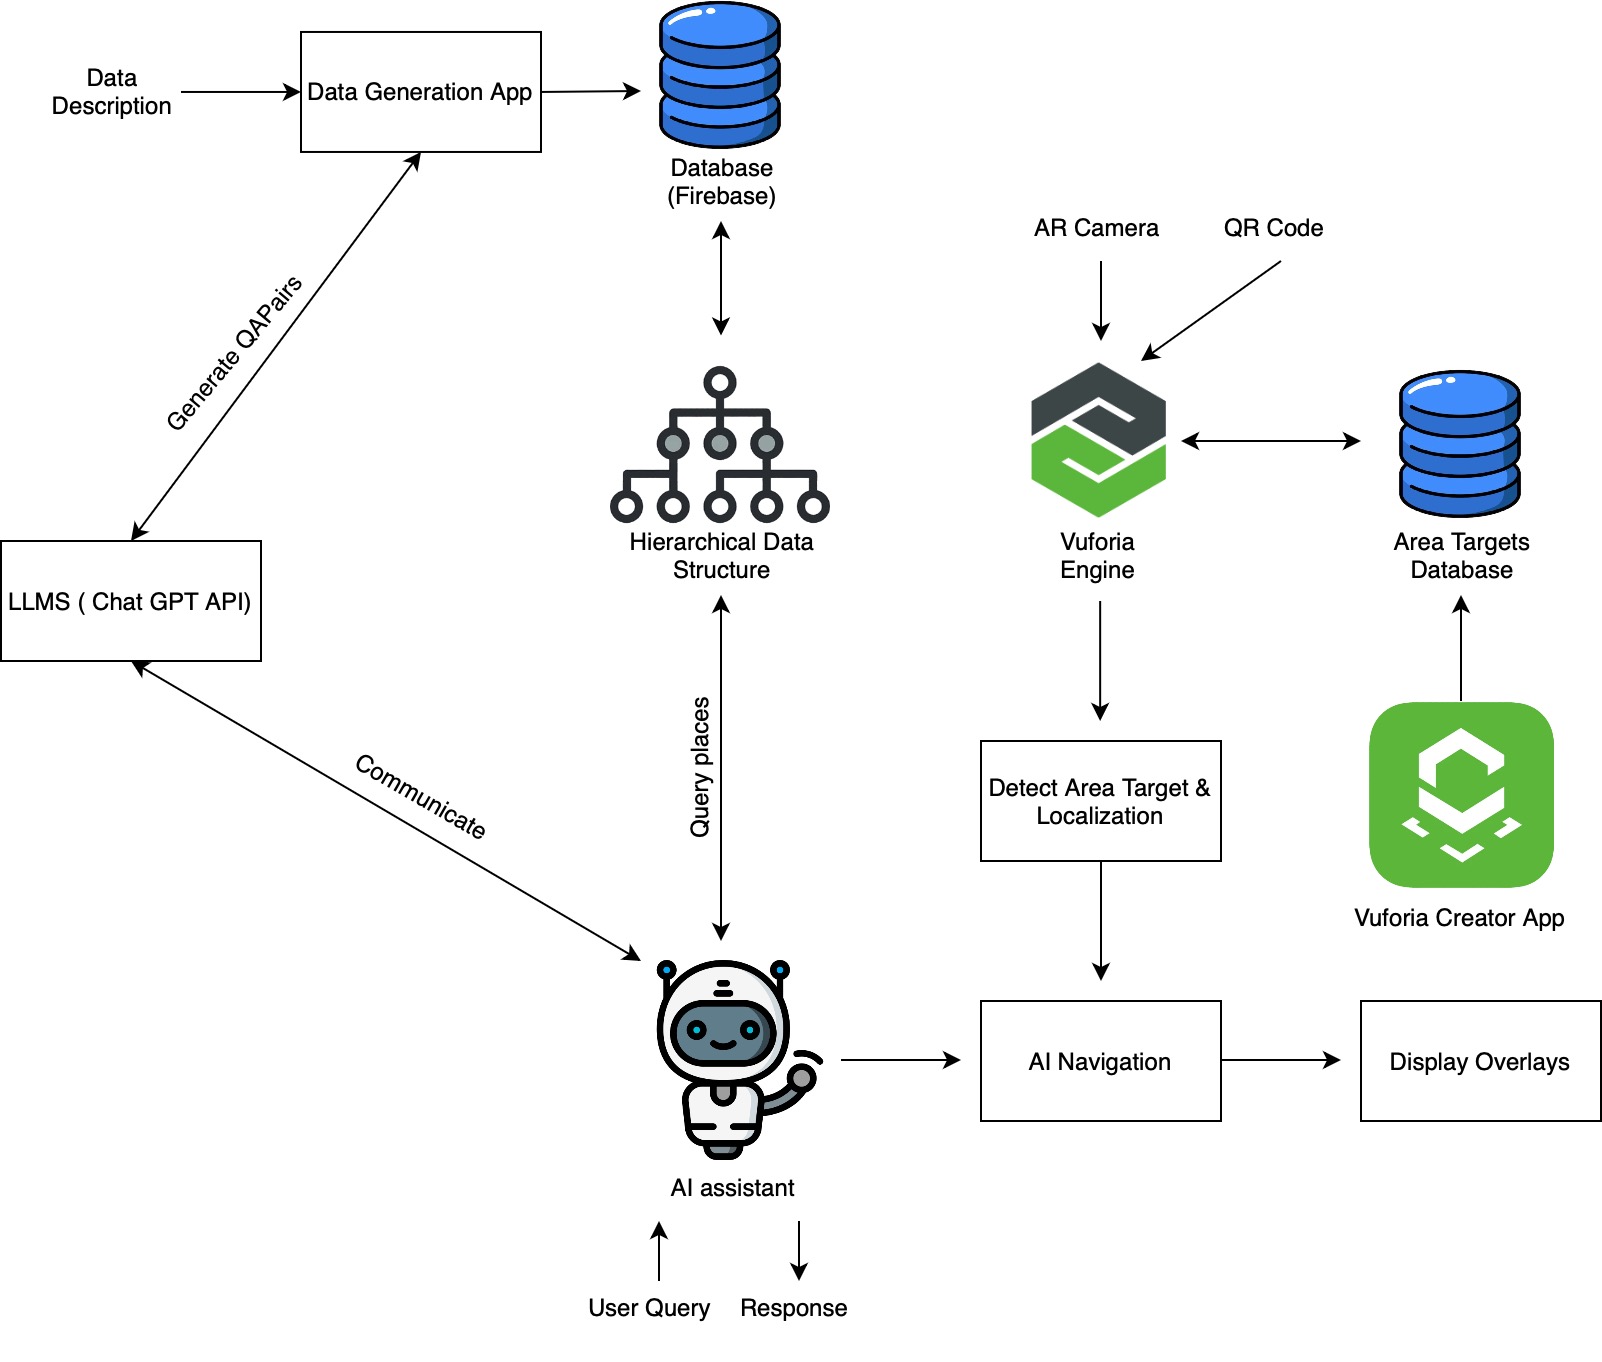 Data
Description
Data Generation App
Database
(Firebase)
AR Camera
QR Code
Generate QAPairs
Hierarchical Data
Structure
Vuforia
Engine
Area Targets
Database
LLMS ( Chat GPT API)
Communicate
Query places
Detect Area Target &
Localization
Vuforia Creator App
AI Navigation
Display Overlays
AI assistant
User Query
Response